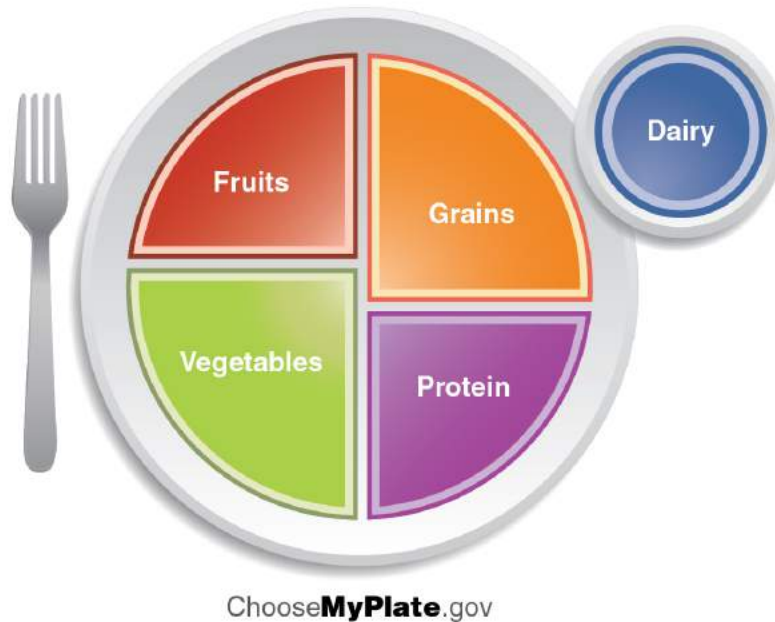 Fruits
Grains
Dairy
Vegetables
Protein
ChooseMyPlate.gov